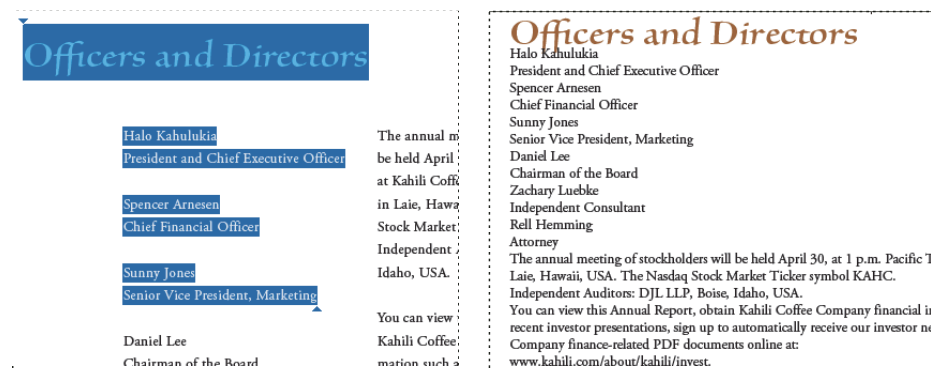 Officers and Directors
Halo Kahulukia
President and Chief Executive Officer
Spencer Arnesen
Chief Financial Officer
Sunny Jones
Senior Vice President, Marketing
Daniel Lee
Chairman of the Board
The annual m
be held April
at Kahili Coff
in Laie, Hawa
Stock Market
Independent
Idaho, USA.
You can view
Kahili Coffee
mation such a
Officers and Directors
Halo Kahulukia
President and Chief Executive Officer
Spencer Arnesen
Chief Financial Officer
Sunny Jones
Senior Vice President, Marketing
Daniel Lee
Chairman of the Board
Zachary Luebke
Independent Consultant
Rell Hemming
Attorney
The annual meeting of stockholders will be held April 30, at 1 p.m. Pacific T
Laie, Hawaii, USA. The Nasdaq Stock Market Ticker symbol KAHC.
Independent Auditors: DJL LLP, Boise, Idaho, USA.
You can view this Annual Report, obtain Kahili Coffee Company financial in
recent investor presentations, sign up to automatically receive our investor ne
Company finance-related PDF documents online at:
www.kahili.com/about/kahili/invest.